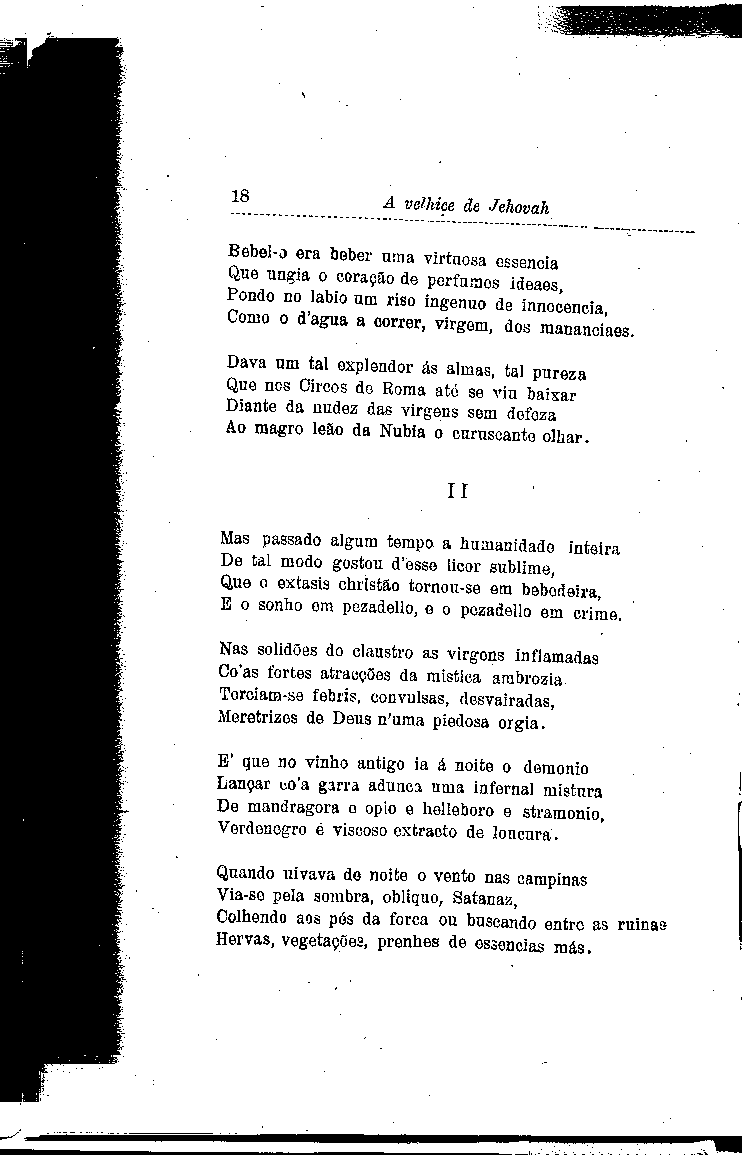 18
A velhice de Jehovah
Bebel-o era beber uma virtuosa essencia
Que ungia o coração de perfumes ideaes,
Pondo no labio um riso ingenuo de innocencia,
Como o d'agua a correr, virgem, dos mananciaes.
Dava um tal explendor ás almas, tal pureza
Que nos Circos de Roma até se viu baixar
Diante da nudez das virgens sem defeza
Ao magro leão da Nubia o curuscante olhar.
II
Mas passado algum tempo a humanidade inteira
De tal modo gostou d'esse licor sublime,
Que o extasis christão tornou-se em bebedeira,
E o sonho em pezadello, e o pezadello em crime.
Nas solidões do claustro as virgens inflamadas
Co'as fortes atracções da mistica ambrozia
Torciam-se febris, convulsas, desvairadas,
Meretrizes de Deus n'uma piedosa orgia.
E' que no vinho antigo ia á noite o demonio
Lançar co'a garra adunca uma infernal mistura
De mandragora e opio e helleboro e stramonio,
Verdenegro é viscoso extracto de loucura.
Quando uivava de noite o vento nas campinas
Via-se pela sombra, obliquo, Satanaz,
Colhendo aos pés da forca ou buscando entre as ruinas
Hervas, vegetações, prenhes de essencias más.